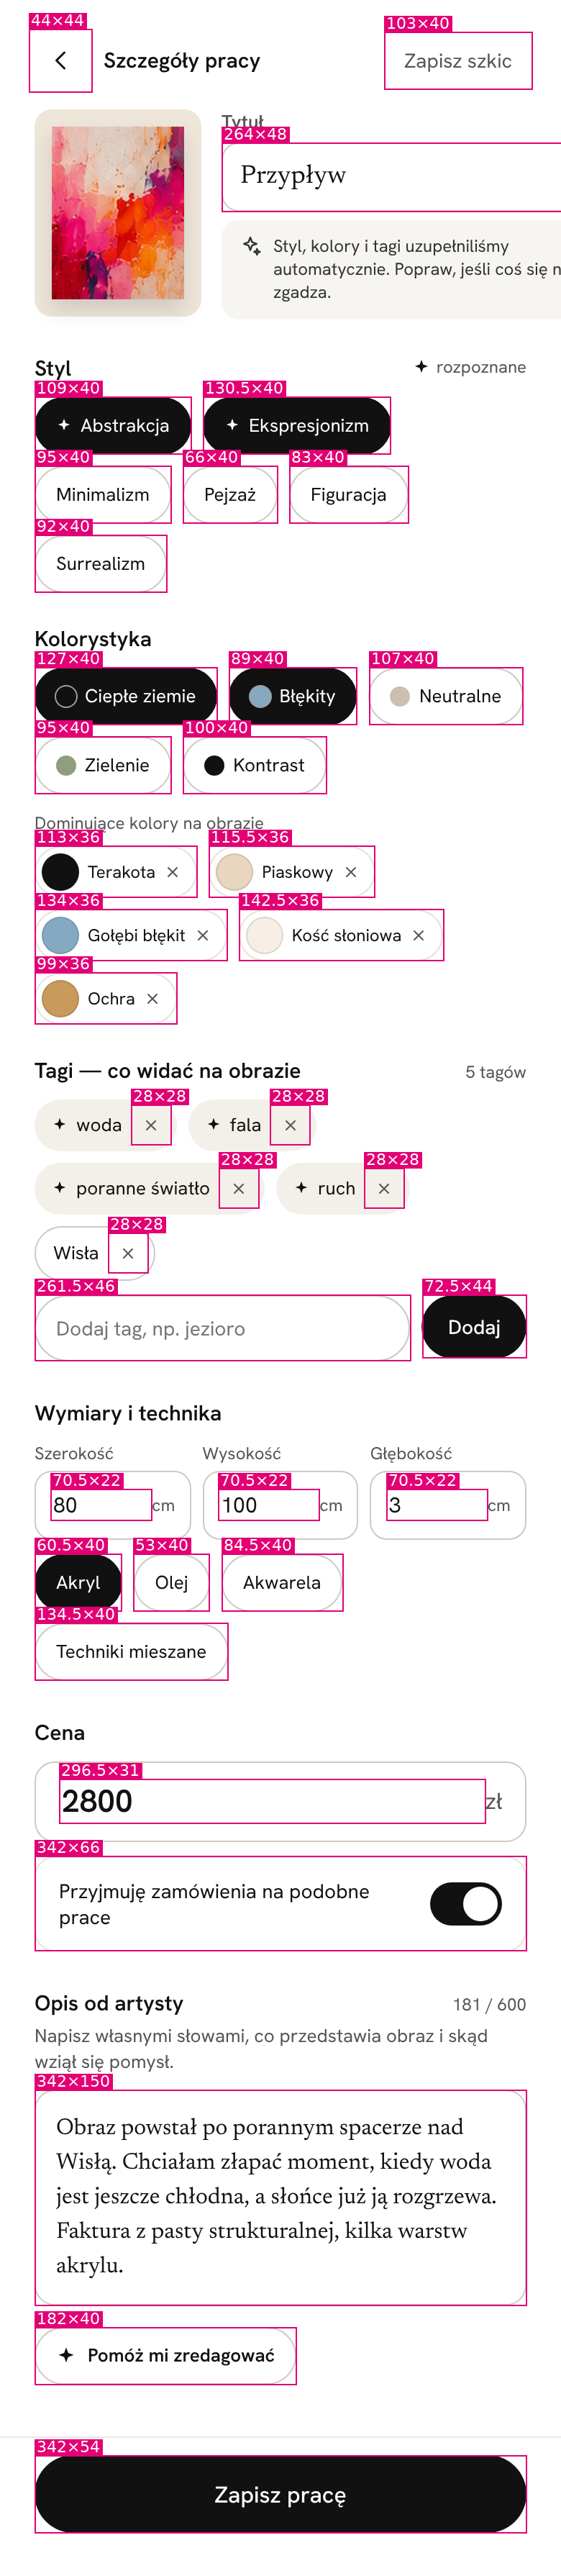 44×44
103×40
Szczegóły pracy
Zapisz szkic
Tytuł
264×48
Przypływ
Styl, kolory i tagi uzupełniliśmy
automatycznie. Popraw, jeśli coś się n
zgadza.
Styl
rozpoznane
109×40
130.5×40
Abstrakcja
Ekspresjonizm
95×40
66×40
83×40
Minimalizm
Pejzaż
Figuracja
92×40
Surrealizm
Kolorystyka
127×40
89×40
107×40
Ciepłe ziemie
Błękity
Neutralne
95×40
100×40
Zielenie
Kontrast
Dominujące kolory na obrazie
113×36
115.5×36
Terakota ×
Piaskowy ×
134×36
142.5×36
Gołębi błękit ×
Kość słoniowa ×
99×36
Ochra ×
Tagi — co widać na obrazie
5 tagów
28×28
28×28
woda ×
fala ×
28×28
28×28
poranne światło ×
ruch ×
28×28
Wisła ×
261.5×46
72.5×44
Dodaj tag, np. jezioro
Dodaj
Wymiary i technika
Szerokość
Wysokość
Głębokość
70.5×22
70.5×22
70.5×22
80 cm
100 cm
3 cm
60.5×40
53×40
84.5×40
Akryl
Olej
Akwarela
134.5×40
Techniki mieszane
Cena
296.5×31
2800 zł
342×66
Przyjmuję zamówienia na podobne
prace
Opis od artysty
181 / 600
Napisz własnymi słowami, co przedstawia obraz i skąd
wziął się pomysł.
342×150
Obraz powstał po porannym spacerze nad
Wisłą. Chciałam złapać moment, kiedy woda
jest jeszcze chłodna, a słońce już ją rozgrzewa.
Faktura z pasty strukturalnej, kilka warstw
akrylu.
182×40
Pomóż mi zredagować
342×54
Zapisz pracę